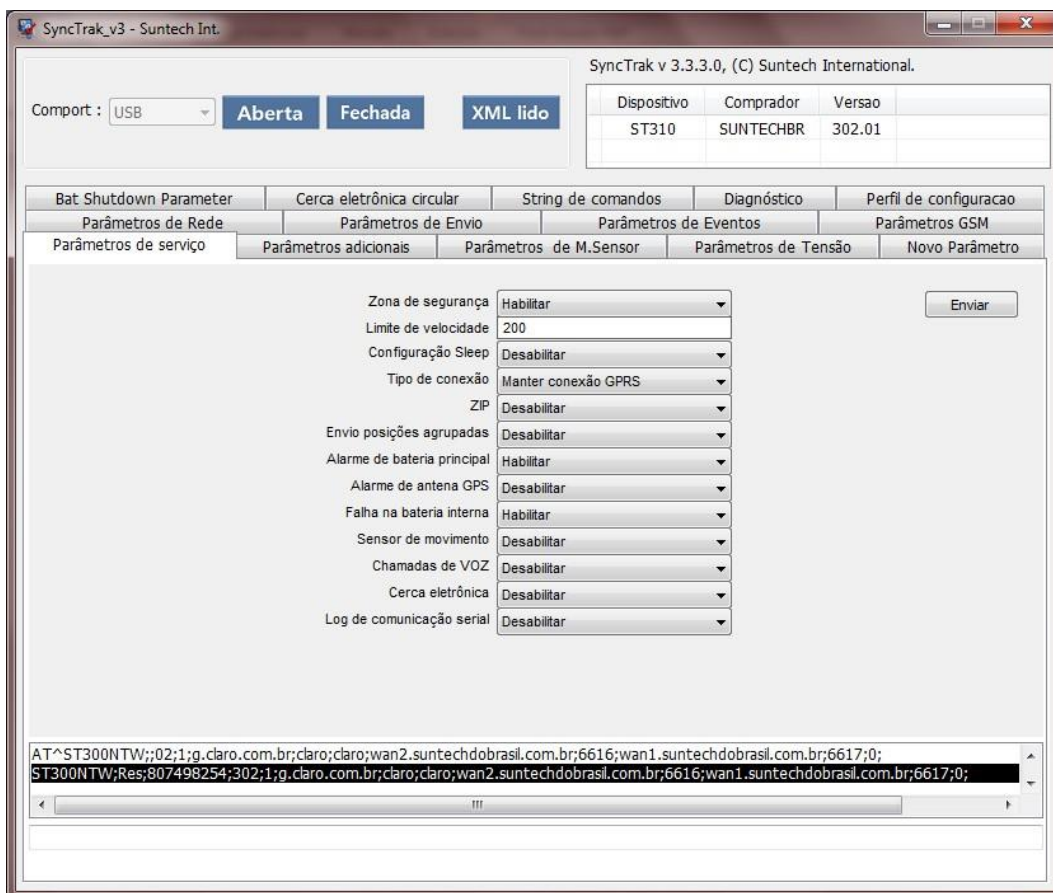 SyncTrak_v3 - Suntech Int.
SyncTrak v 3.3.3.0, (C) Suntech International.
Comport : USB Aberta Fechada XML lido
Dispositivo Comprador Versao
ST310 SUNTECHBR 302.01
Bat Shutdown Parameter Cerca eletrônica circular String de comandos Diagnóstico Perfil de configuracao
Parâmetros de Rede Parâmetros de Envio Parâmetros de Eventos Parâmetros GSM
Parâmetros de serviço Parâmetros adicionais Parâmetros de M.Sensor Parâmetros de Tensão Novo Parâmetro
Zona de segurança Habilitar Enviar
Limite de velocidade 200
Configuração Sleep Desabilitar
Tipo de conexão Manter conexão GPRS
ZIP Desabilitar
Envio posições agrupadas Desabilitar
Alarme de bateria principal Habilitar
Alarme de antena GPS Desabilitar
Falha na bateria interna Habilitar
Sensor de movimento Desabilitar
Chamadas de VOZ Desabilitar
Cerca eletrônica Desabilitar
Log de comunicação serial Desabilitar
AT^ST300NTW;;02;1;g.claro.com.br;claro;claro;wan2.suntechdobrasil.com.br;6616;wan1.suntechdobrasil.com.br;6617;0;
ST300NTW;Res;807498254;302;1;g.claro.com.br;claro;claro;wan2.suntechdobrasil.com.br;6616;wan1.suntechdobrasil.com.br;6617;0;